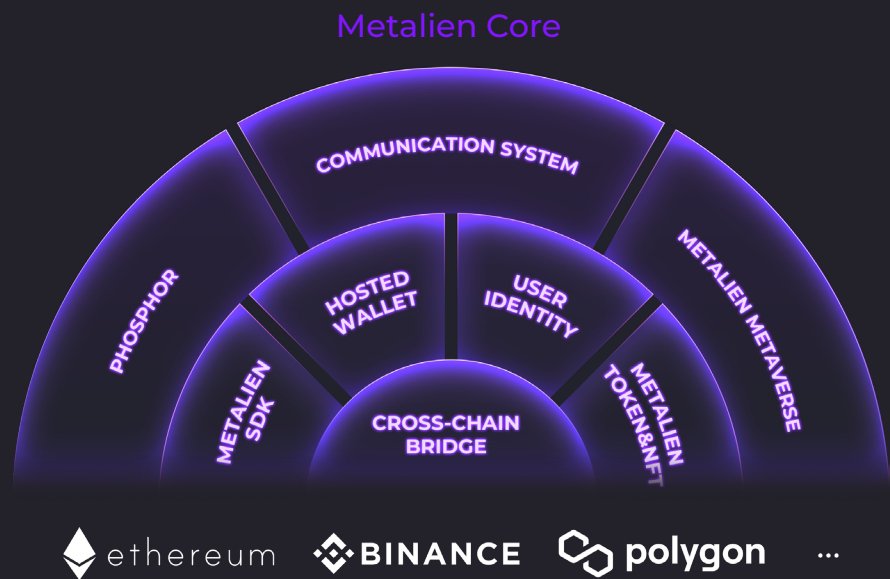 Metalien Core
COMMUNICATION SYSTEM
PHOSPHOR
METALIEN METAVERSE
HOSTED
WALLET
USER
IDENTITY
METALIEN
SDK
METALIEN
TOKEN&NFT
CROSS-CHAIN
BRIDGE
ethereum
BINANCE
polygon
...